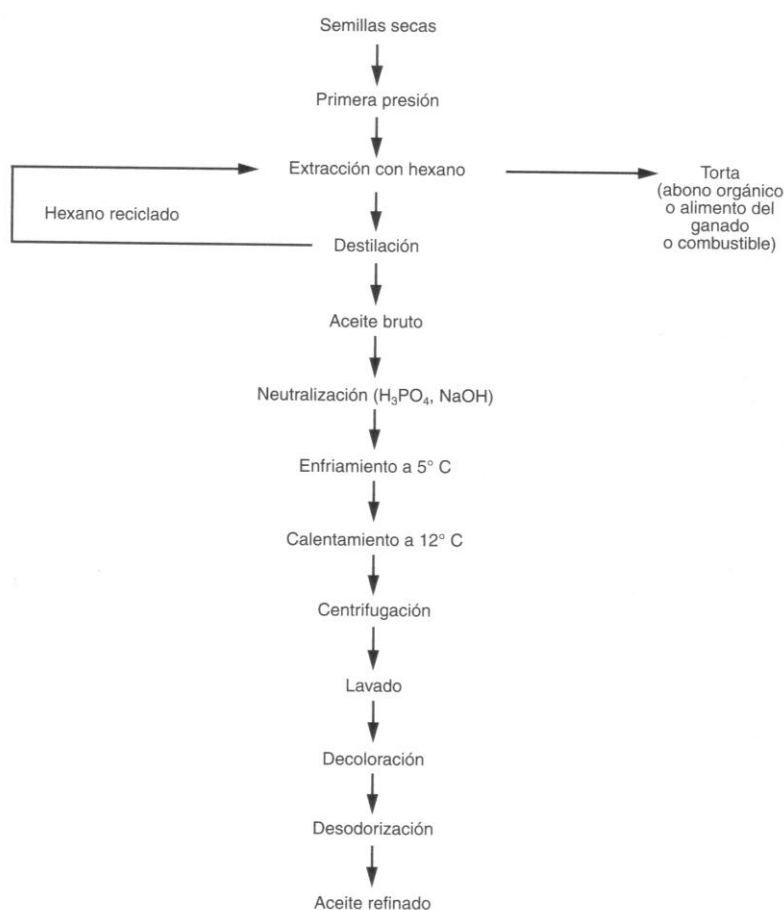 Semillas secas
Primera presión
Extracción con hexano
Torta
(abono orgánico
o alimento del
ganado
o combustible)
Hexano reciclado
Destilación
Aceite bruto
Neutralización (H₃PO₄, NaOH)
Enfriamiento a 5° C
Calentamiento a 12° C
Centrifugación
Lavado
Decoloración
Desodorización
Aceite refinado